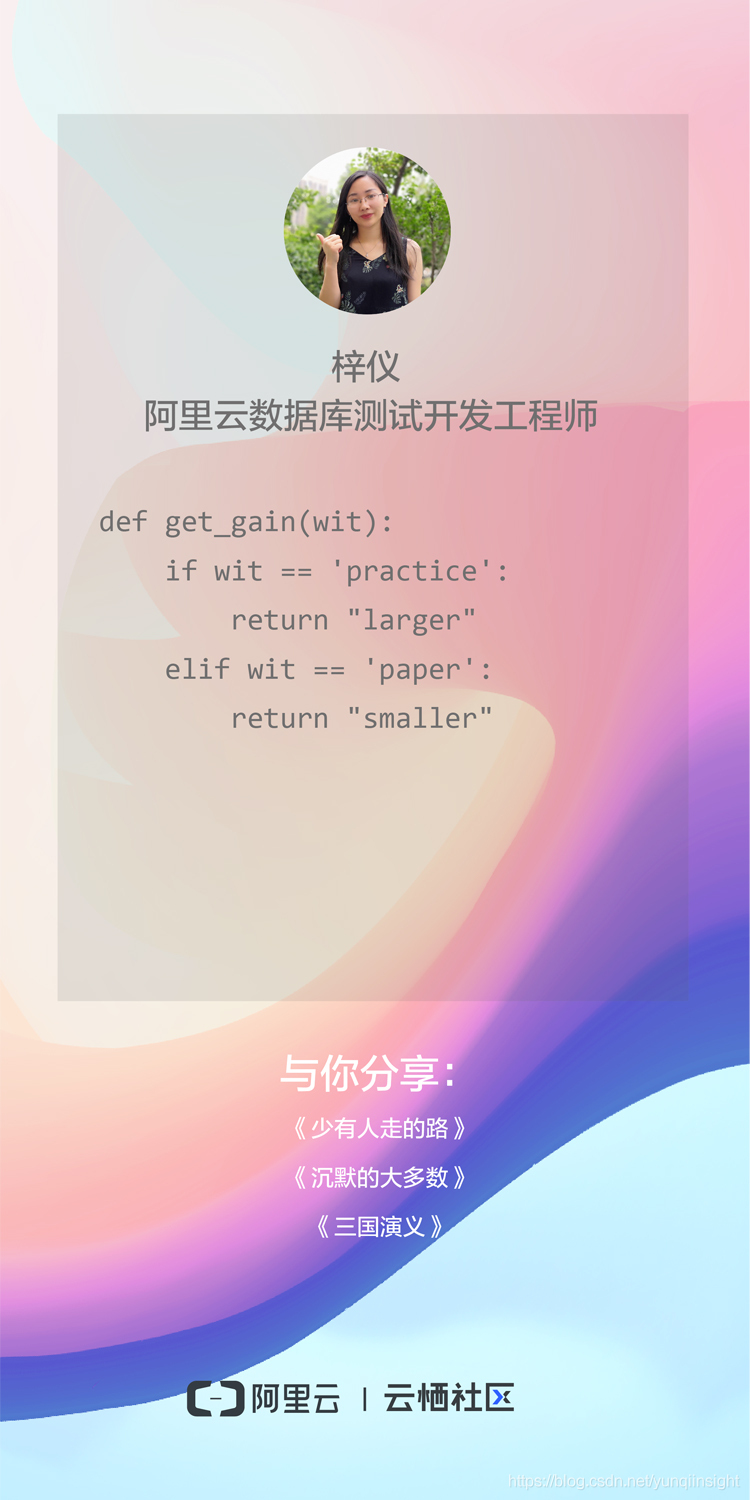 梓仪
阿里云数据库测试开发工程师
def get_gain(wit):
    if wit == 'practice':
        return "larger"
    elif wit == 'paper':
        return "smaller"
与你分享：
《少有人走的路》
《沉默的大多数》
《三国演义》
阿里云 | 云栖社区
https://blog.csdn.net/yunqiinsight